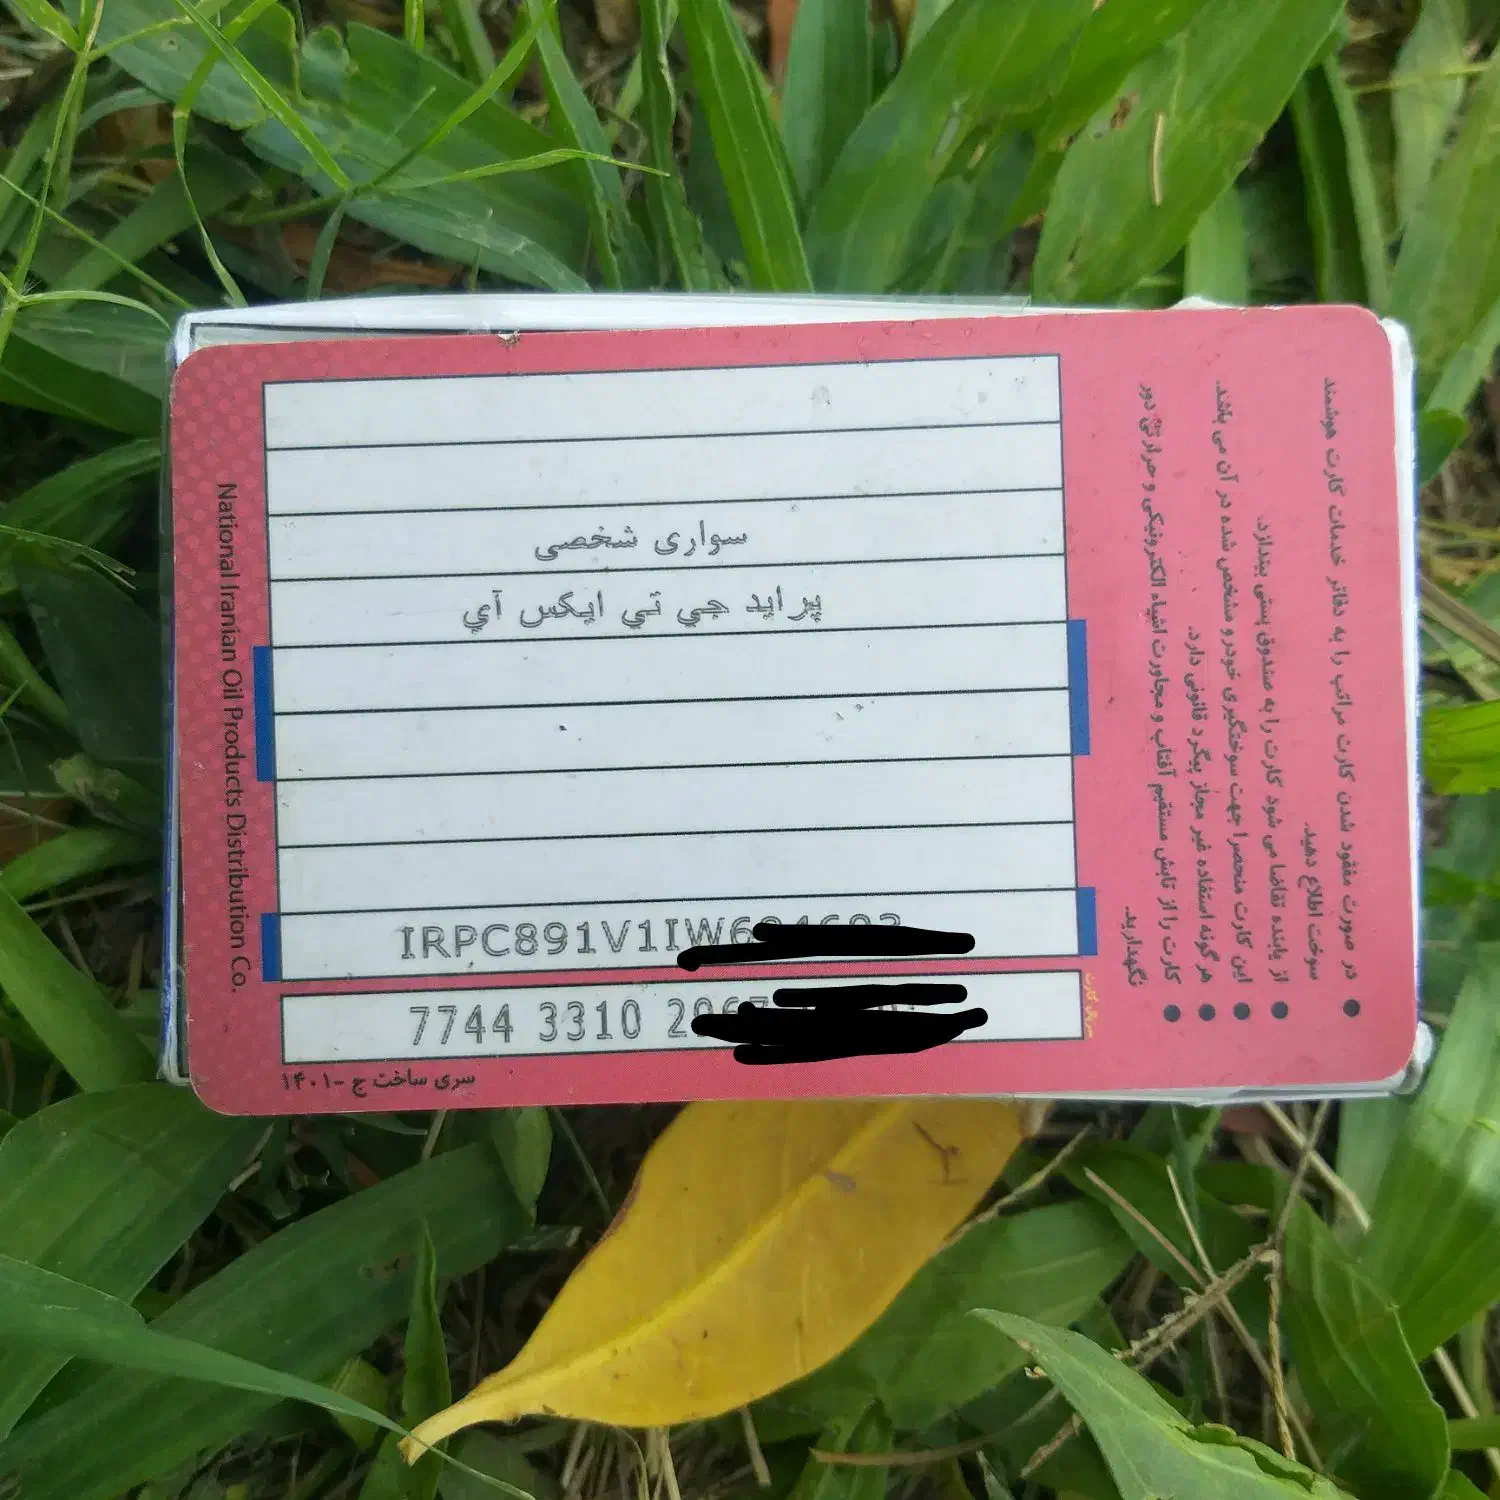 سواری شخصی
پراید جي تي ایکس آي
IRPC891V1IW6
7744 3310
سری ساخت ج -۱۴۰۱
سریال کارت
National Iranian Oil Products Distribution Co.
در صورت مفقود شدن کارت مراتب را به دفاتر خدمات کارت هوشمند
سوخت اطلاع دهید.
از یابنده تقاضا می شود کارت را به صندوق پستی بیندازد.
این کارت منحصرا جهت سوختگیری خودرو مشخص شده در آن می باشد.
هرگونه استفاده غیر مجاز پیگرد قانونی دارد.
کارت را از تابش مستقیم آفتاب و مجاورت اشیاء الکترونیکی و حرارتی دور
نگهدارید.